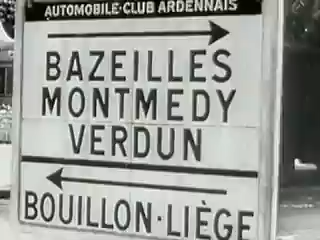 AUTOMOBILE·CLUB ARDENNAIS
BAZEILLES
MONTMEDY
VERDUN
BOUILLON·LIÈGE